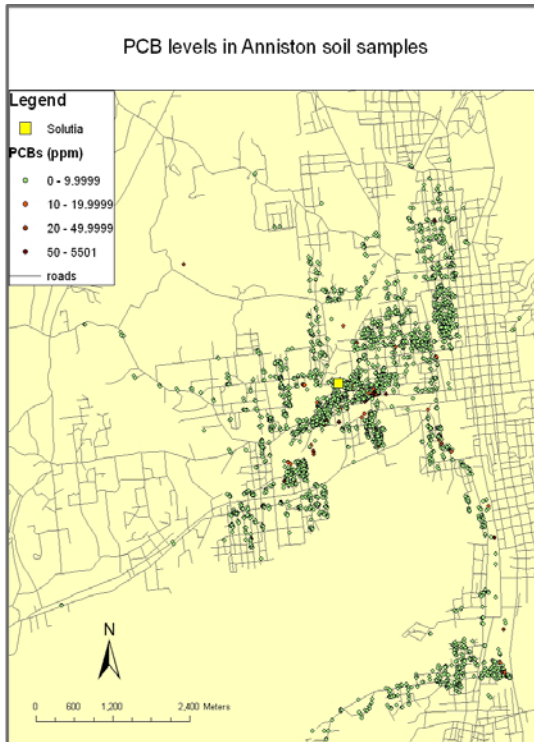 PCB levels in Anniston soil samples
Legend
Solutia
PCBs (ppm)
0 - 9.9999
10 - 19.9999
20 - 49.9999
50 - 5501
roads
N
0 600 1,200 2,400 Meters